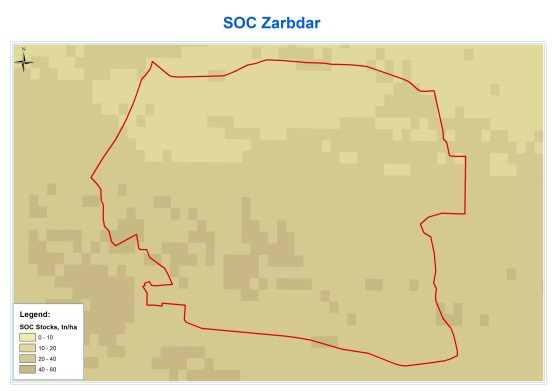 SOC Zarbdar
N
Legend:
SOC Stocks, tn/ha
0 - 10
10 - 20
20 - 40
40 - 60